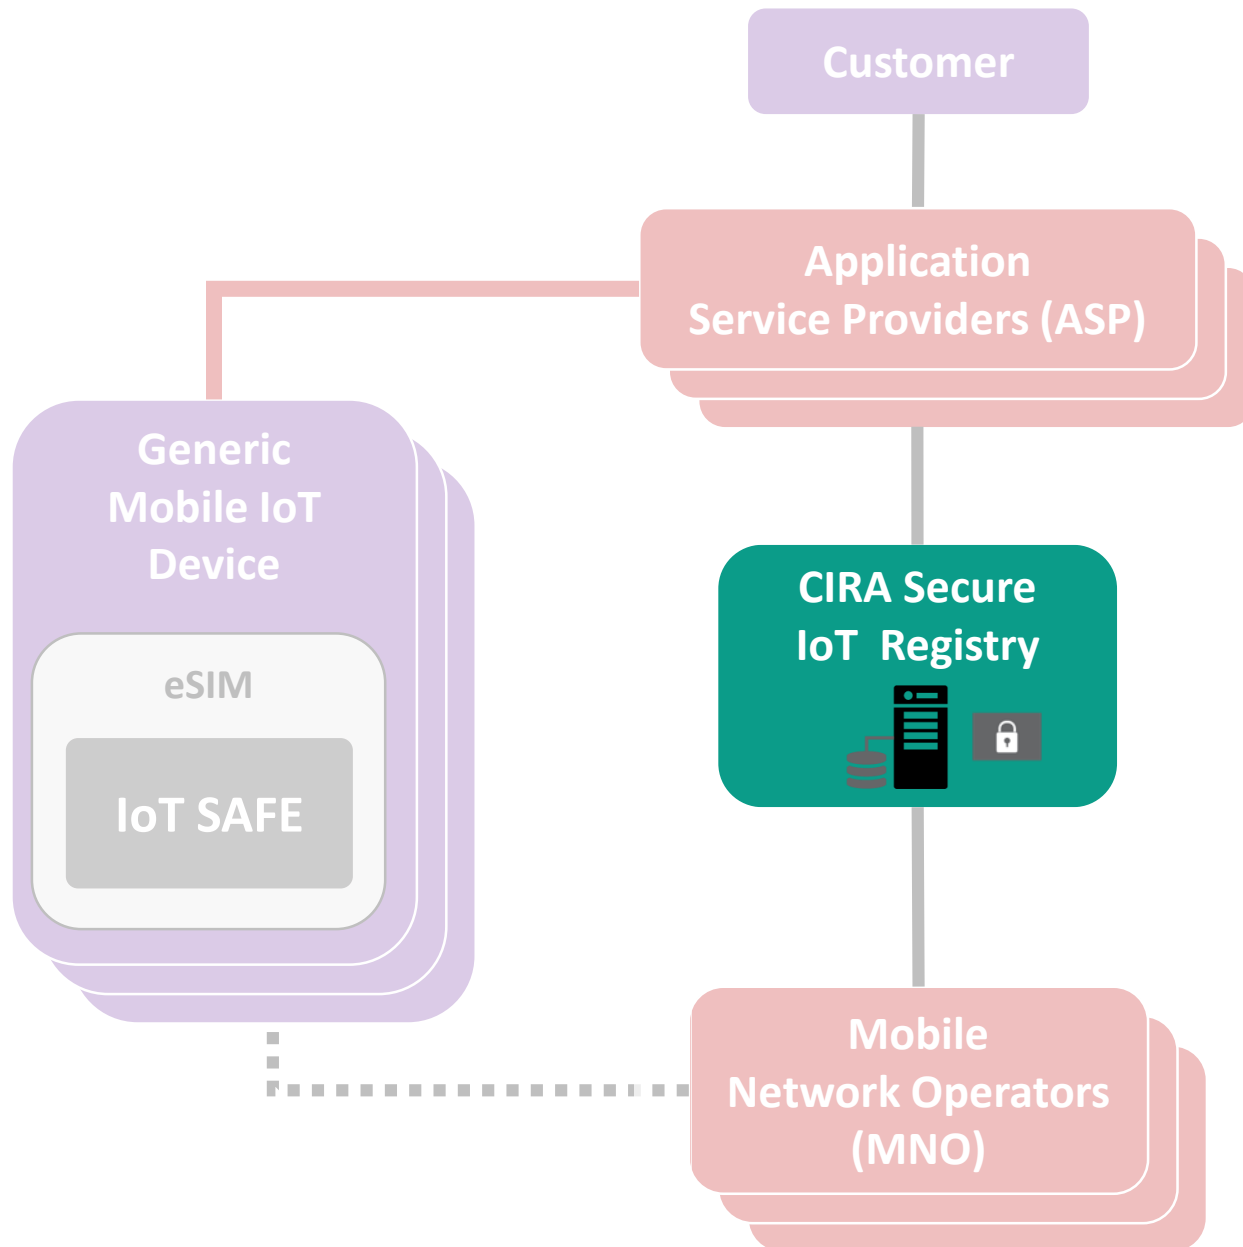 Customer
Application
Service Providers (ASP)
Generic
Mobile IoT
Device
eSIM
IoT SAFE
CIRA Secure
IoT  Registry
Mobile
Network Operators
(MNO)